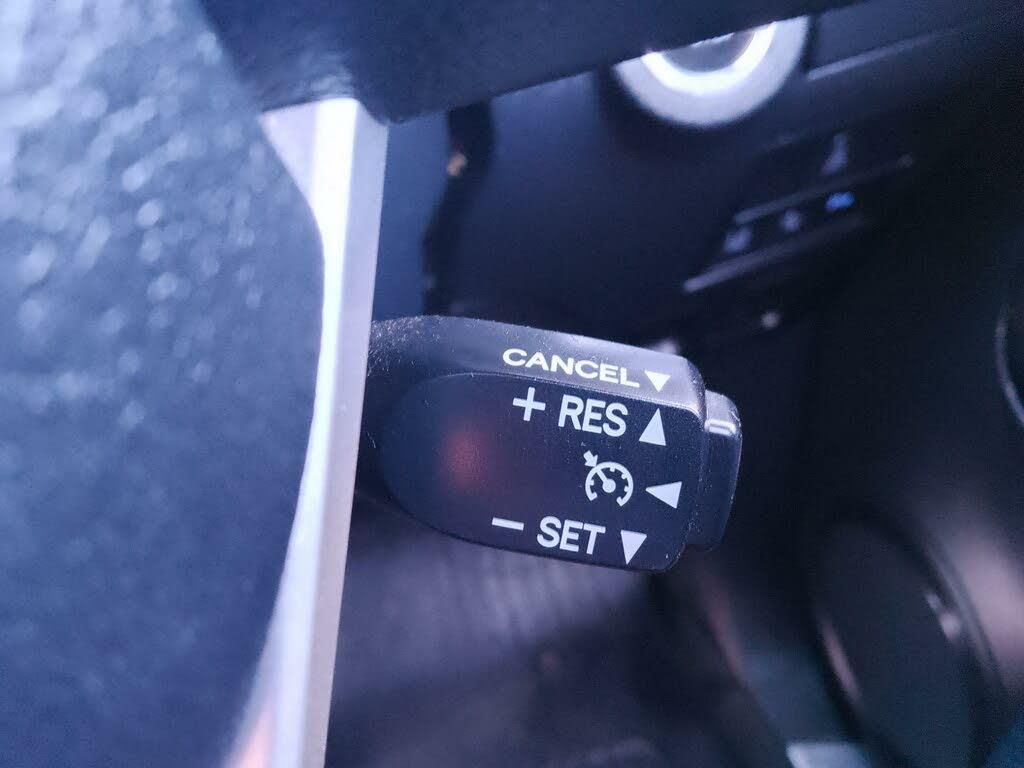 CANCEL ▼
+ RES ▲
◀
− SET ▼